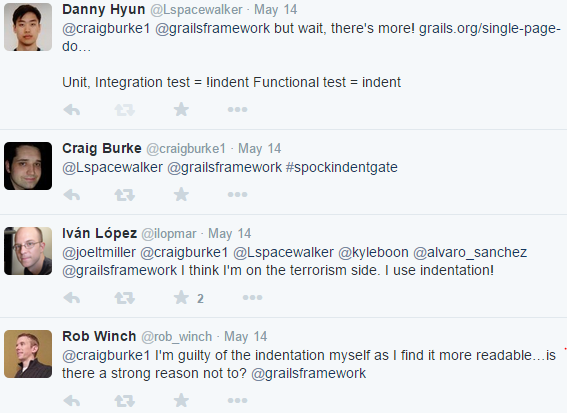 Danny Hyun @Lspacewalker · May 14
@craigburke1 @grailsframework but wait, there's more! grails.org/single-page-
do…
Unit, Integration test = !indent Functional test = indent
Craig Burke @craigburke1 · May 14
@Lspacewalker @grailsframework #spockindentgate
Iván López @ilopmar · May 14
@joeltmiller @craigburke1 @Lspacewalker @kyleboon @alvaro_sanchez
@grailsframework I think I'm on the terrorism side. I use indentation!
2
Rob Winch @rob_winch · May 14
@craigburke1 I'm guilty of the indentation myself as I find it more readable…is
there a strong reason not to? @grailsframework